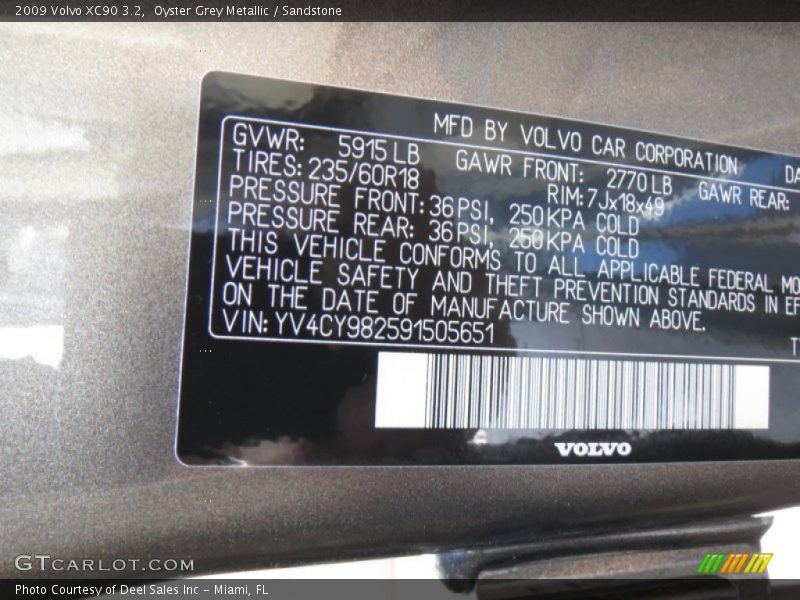 2009 Volvo XC90 3.2, Oyster Grey Metallic / Sandstone
MFD BY VOLVO CAR CORPORATION
GVWR: 5915 LB GAWR FRONT: 2770 LB GAWR REAR:
TIRES: 235/60R18 RIM: 7Jx18x49
PRESSURE FRONT: 36 PSI, 250 KPA COLD
PRESSURE REAR: 36 PSI, 250 KPA COLD
THIS VEHICLE CONFORMS TO ALL APPLICABLE FEDERAL MO
VEHICLE SAFETY AND THEFT PREVENTION STANDARDS IN EF
ON THE DATE OF MANUFACTURE SHOWN ABOVE.
VIN: YV4CY982591505651
VOLVO
GTCARLOT.COM
Photo Courtesy of Deel Sales Inc - Miami, FL